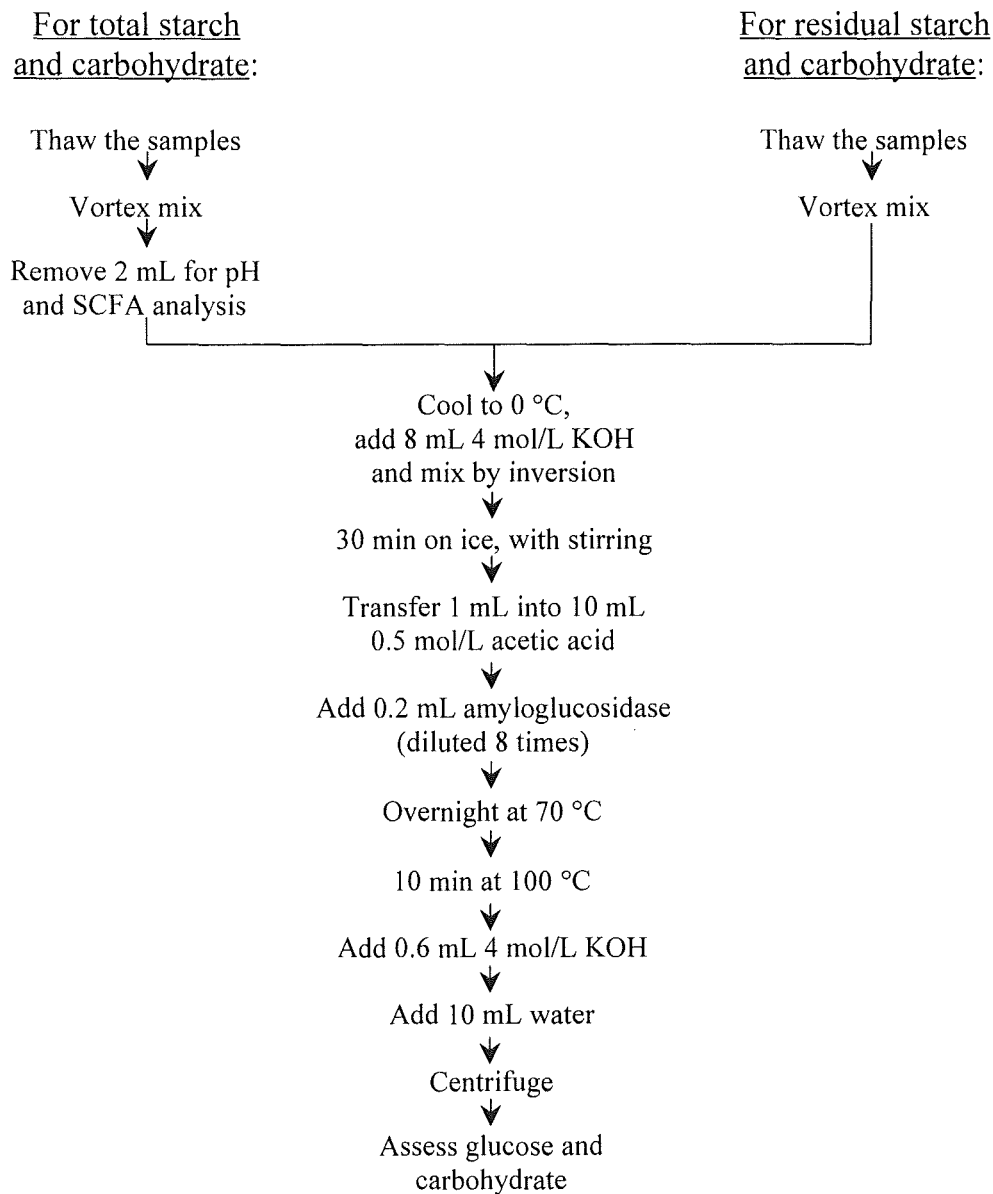 For total starch
and carbohydrate:
Thaw the samples
Vortex mix
Remove 2 mL for pH
and SCFA analysis
For residual starch
and carbohydrate:
Thaw the samples
Vortex mix
Cool to 0 °C,
add 8 mL 4 mol/L KOH
and mix by inversion
30 min on ice, with stirring
Transfer 1 mL into 10 mL
0.5 mol/L acetic acid
Add 0.2 mL amyloglucosidase
(diluted 8 times)
Overnight at 70 °C
10 min at 100 °C
Add 0.6 mL 4 mol/L KOH
Add 10 mL water
Centrifuge
Assess glucose and
carbohydrate